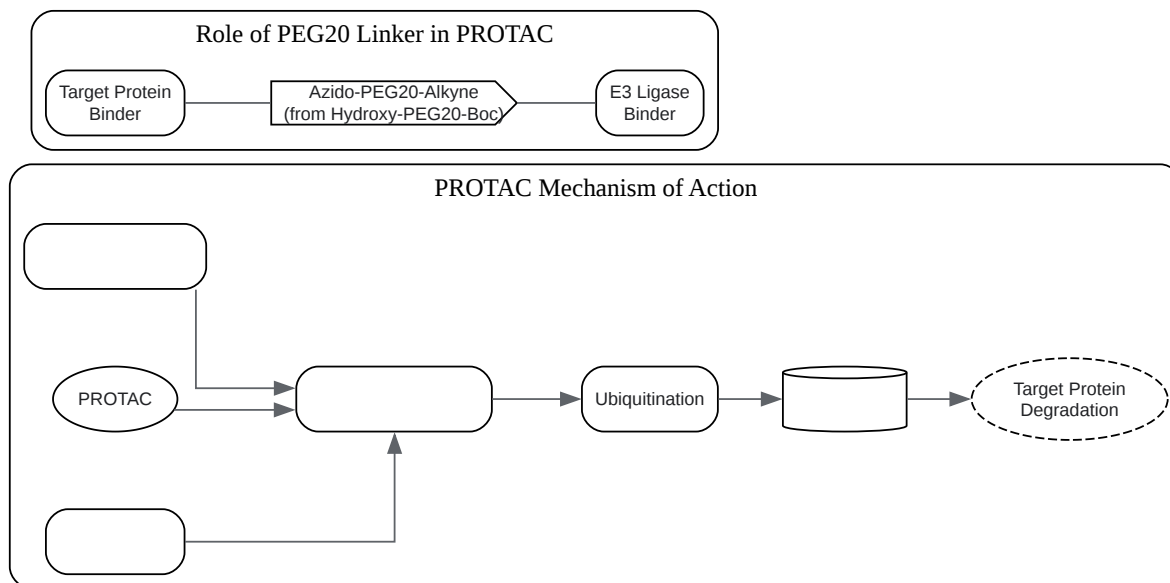 Role of PEG20 Linker in PROTAC
Target Protein
Binder
Azido-PEG20-Alkyne
(from Hydroxy-PEG20-Boc)
E3 Ligase
Binder
PROTAC Mechanism of Action
PROTAC
Ubiquitination
Target Protein
Degradation